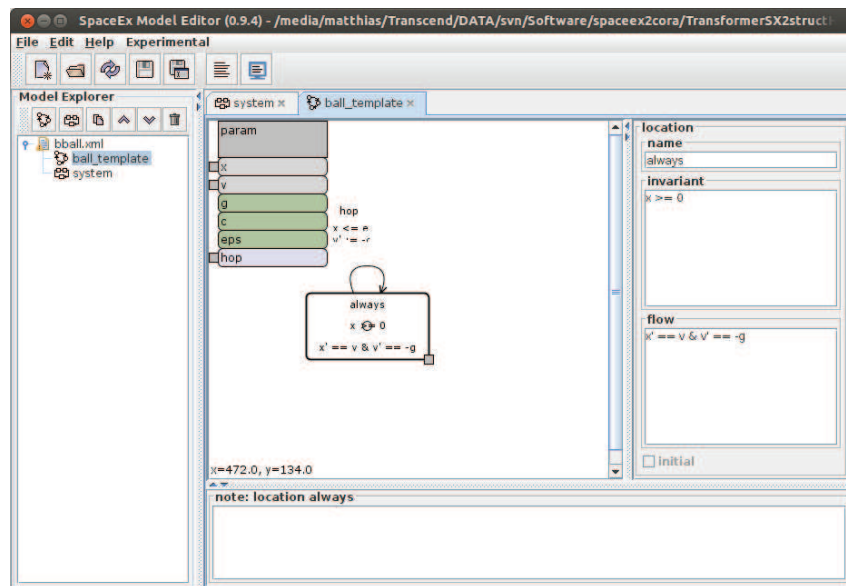 SpaceEx Model Editor (0.9.4) - /media/matthias/Transcend/DATA/svn/Software/spaceex2cora/TransformerSX2struct
File Edit Help Experimental
Model Explorer
bball.xml
ball_template
system
system ×
ball_template ×
param
x
v
g
c
eps
hop
hop
x <= e
always
x >= 0
x' == v & v' == -g
x=472.0, y=134.0
location
name
always
invariant
x >= 0
flow
x' == v & v' == -g
initial
note: location always